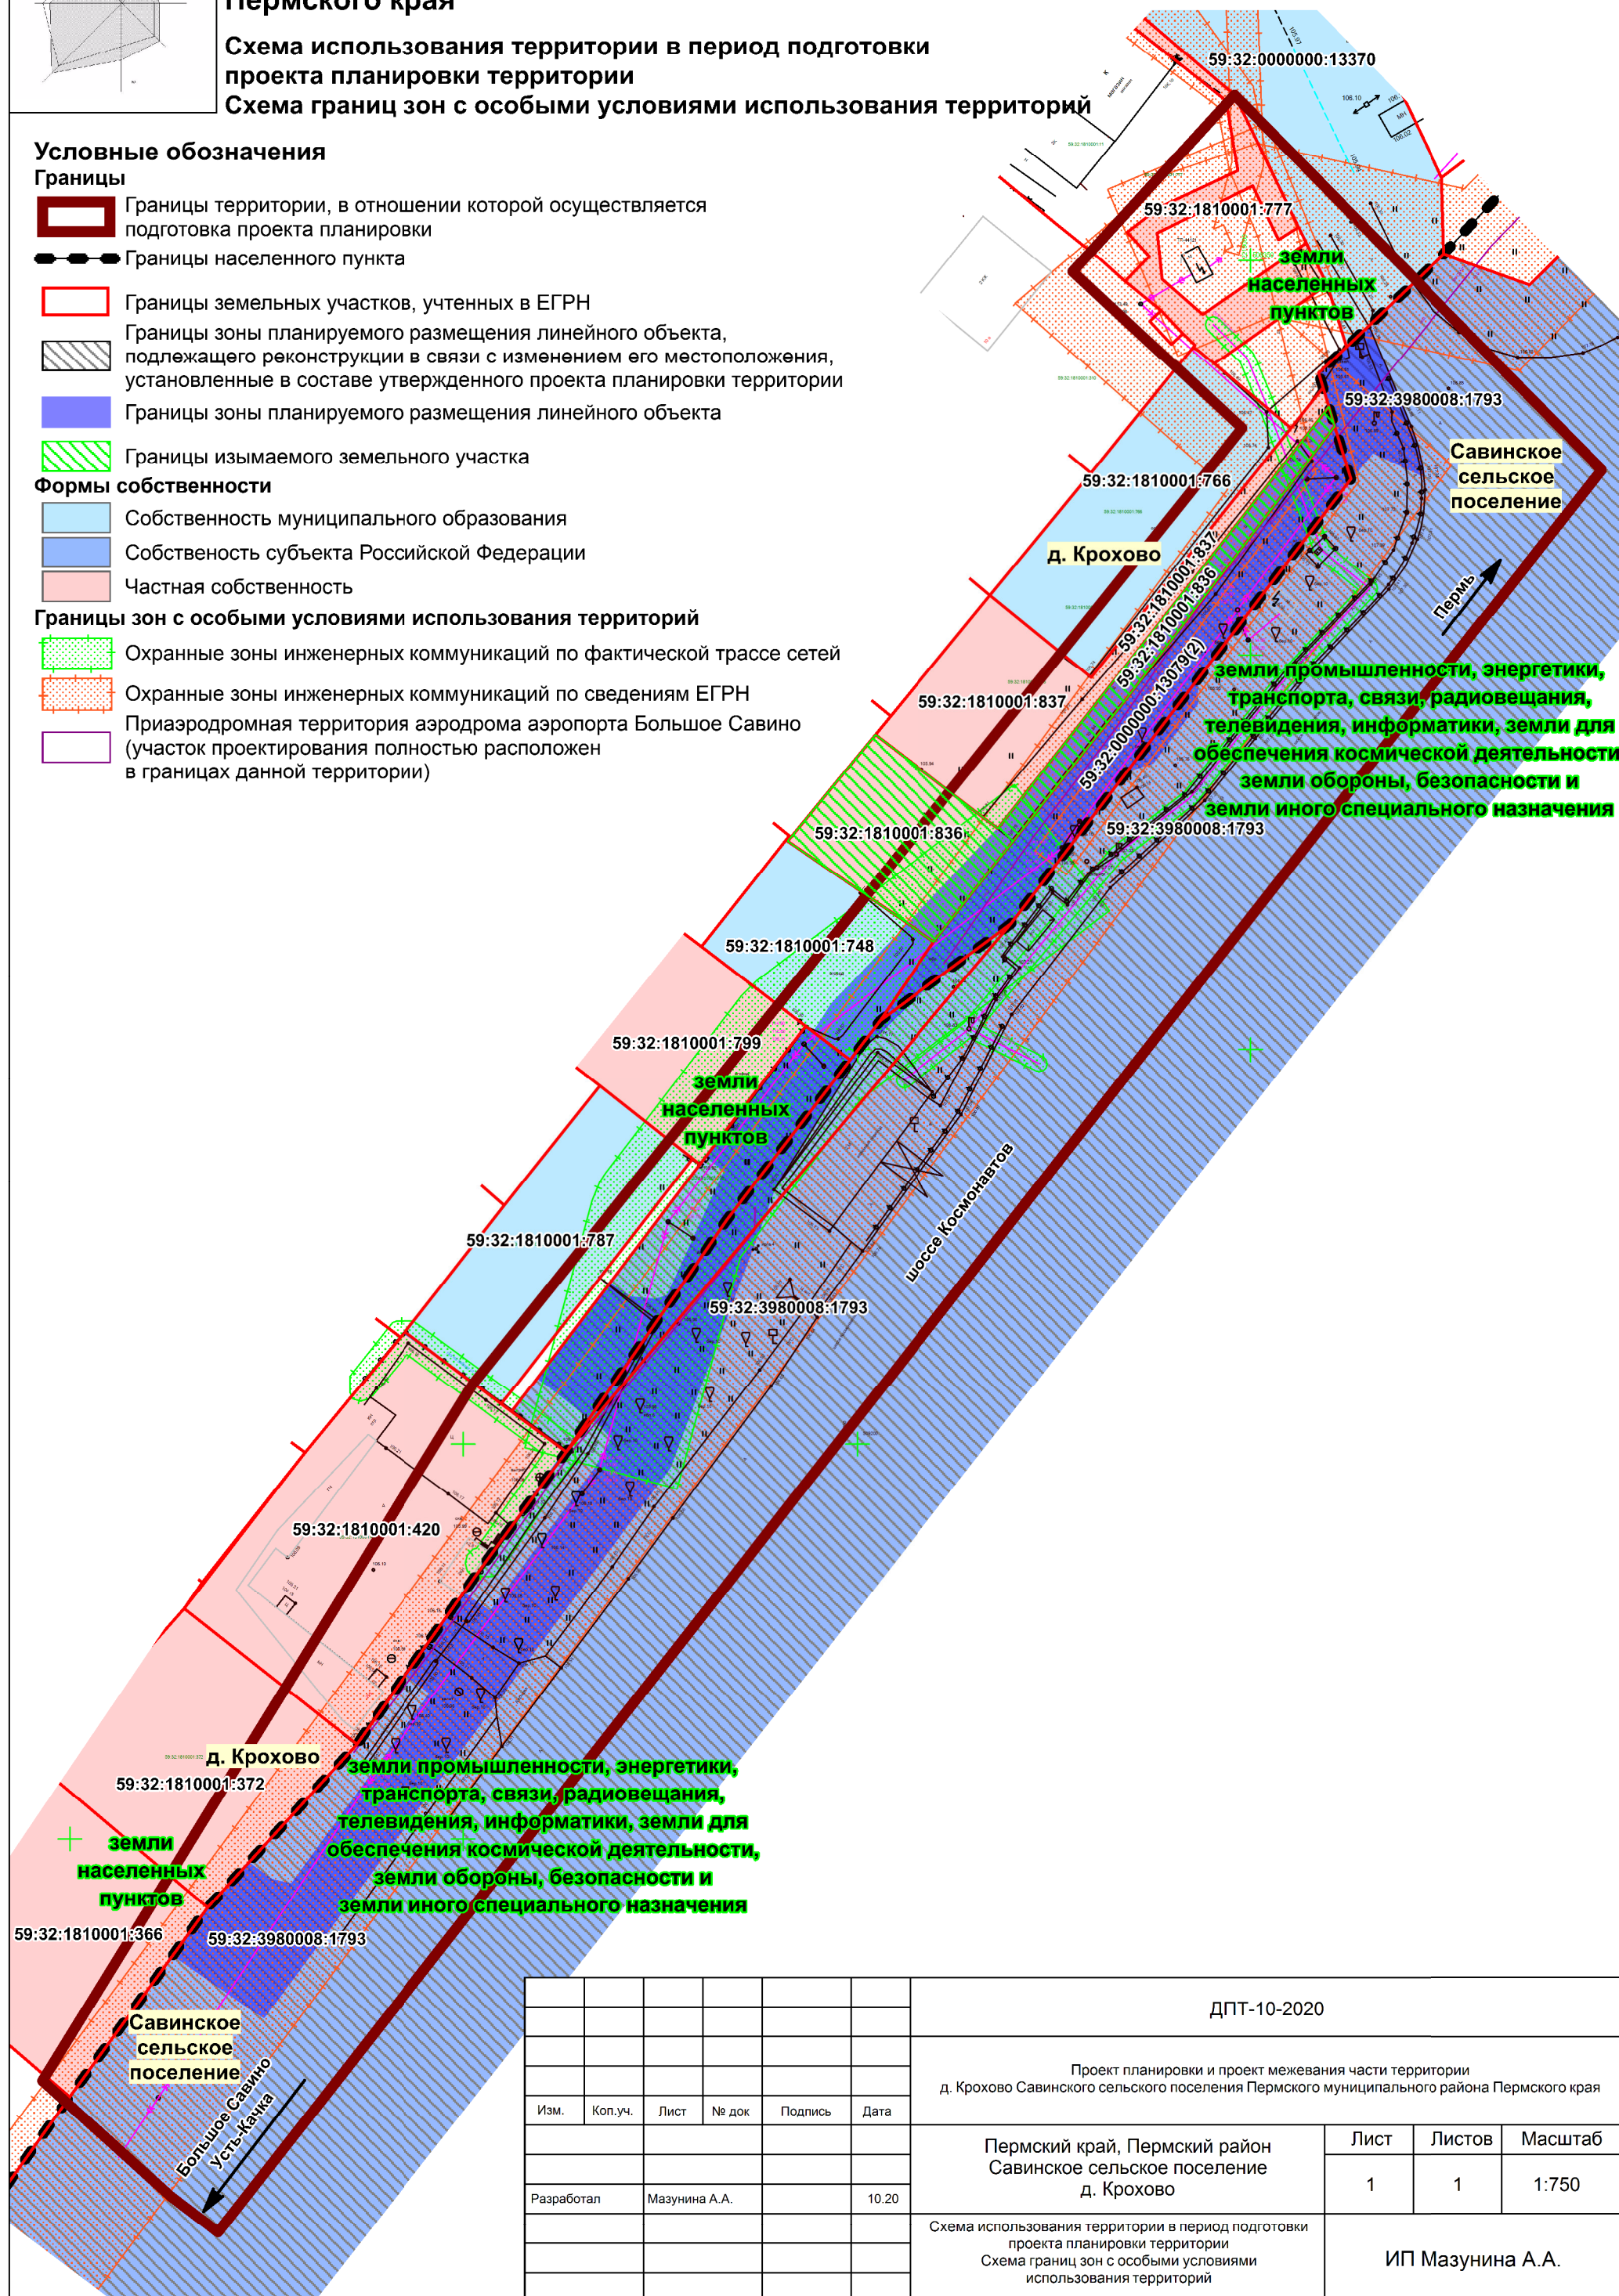 Пермского края
Схема использования территории в период подготовки
проекта планировки территории
Схема границ зон с особыми условиями использования территорий
Условные обозначения
Границы
Границы территории, в отношении которой осуществляется
подготовка проекта планировки
Границы населенного пункта
Границы земельных участков, учтенных в ЕГРН
Границы зоны планируемого размещения линейного объекта,
подлежащего реконструкции в связи с изменением его местоположения,
установленные в составе утвержденного проекта планировки территории
Границы зоны планируемого размещения линейного объекта
Границы изымаемого земельного участка
Формы собственности
Собственность муниципального образования
Собственость субъекта Российской Федерации
Частная собственность
Границы зон с особыми условиями использования территорий
Охранные зоны инженерных коммуникаций по фактической трассе сетей
Охранные зоны инженерных коммуникаций по сведениям ЕГРН
Приаэродромная территория аэродрома аэропорта Большое Савино
(участок проектирования полностью расположен
в границах данной территории)
59:32:0000000:13370
59:32:1810001:777
земли
населенных
пунктов
59:32:3980008:1793
Савинское
сельское
поселение
59:32:1810001:766
д. Крохово
59:32:1810001:837
59:32:1810001:836
59:32:0000000:13079(2)
Пермь
земли промышленности, энергетики,
транспорта, связи, радиовещания,
телевидения, информатики, земли для
обеспечения космической деятельности
земли обороны, безопасности и
земли иного специального назначения
59:32:1810001:837
59:32:1810001:836
59:32:3980008:1793
59:32:1810001:748
59:32:1810001:799
земли
населенных
пунктов
шоссе Космонавтов
59:32:1810001:787
59:32:3980008:1793
59:32:1810001:420
д. Крохово
59:32:1810001:372
земли промышленности, энергетики,
транспорта, связи, радиовещания,
телевидения, информатики, земли для
обеспечения космической деятельности,
земли обороны, безопасности и
земли иного специального назначения
земли
населенных
пунктов
59:32:1810001:366
59:32:3980008:1793
Савинское
сельское
поселение
Большое Савино
Усть-Качка
ДПТ-10-2020
Проект планировки и проект межевания части территории
д. Крохово Савинского сельского поселения Пермского муниципального района Пермского края
Изм. Коп.уч. Лист № док Подпись Дата
Пермский край, Пермский район
Савинское сельское поселение
д. Крохово
Лист Листов Масштаб
1 1 1:750
Разработал Мазунина А.А. 10.20
Схема использования территории в период подготовки
проекта планировки территории
Схема границ зон с особыми условиями
использования территорий
ИП Мазунина А.А.